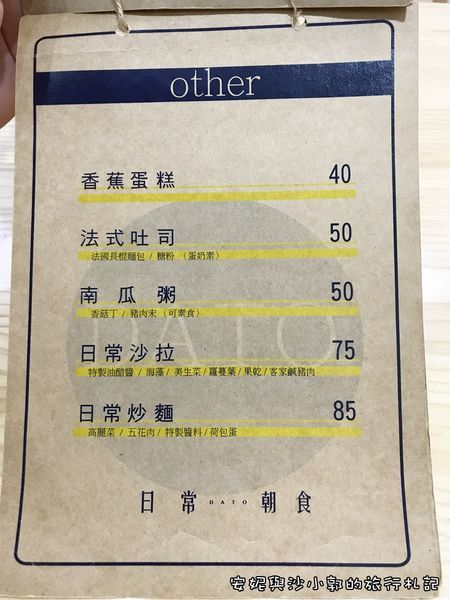 other
香蕉蛋糕 40
法式吐司 50
法國長棍麵包 / 糖粉 （蛋奶素）
南瓜粥 50
香菇丁 / 豬肉末（可素食）
日常沙拉 75
特製油醋醬 / 海藻 / 美生菜/蘿蔓葉/果乾/客家鹹豬肉
日常炒麵 85
高麗菜 / 五花肉/ 特製醬料/荷包蛋
DATO
日常 DATO 朝食
安妮與沙小郭的旅行札記